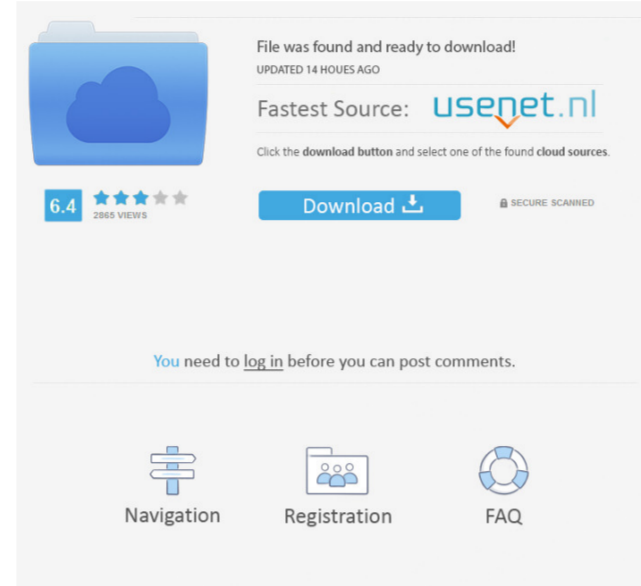 File was found and ready to download!
UPDATED 14 HOUES AGO
Fastest Source: usenet.nl
Click the download button and select one of the found cloud sources.
6.4
2865 VIEWS
Download
SECURE SCANNED
You need to log in before you can post comments.
Navigation
Registration
FAQ